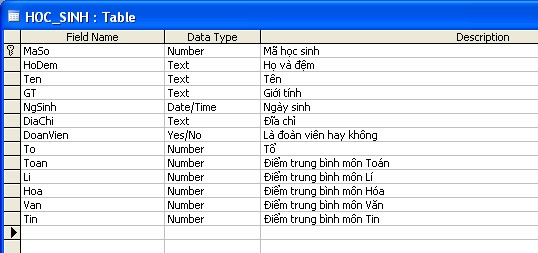 HOC_SINH : Table
Field Name Data Type Description
MaSo Number Mã học sinh
HoDem Text Họ và đệm
Ten Text Tên
GT Text Giới tính
NgSinh Date/Time Ngày sinh
DiaChi Text Đĩa chỉ
DoanVien Yes/No Là đoàn viên hay không
To Number Tổ
Toan Number Điểm trung bình môn Toán
Li Number Điểm trung bình môn Lí
Hoa Number Điểm trung bình môn Hóa
Van Number Điểm trung bình môn Văn
Tin Number Điểm trung bình môn Tin